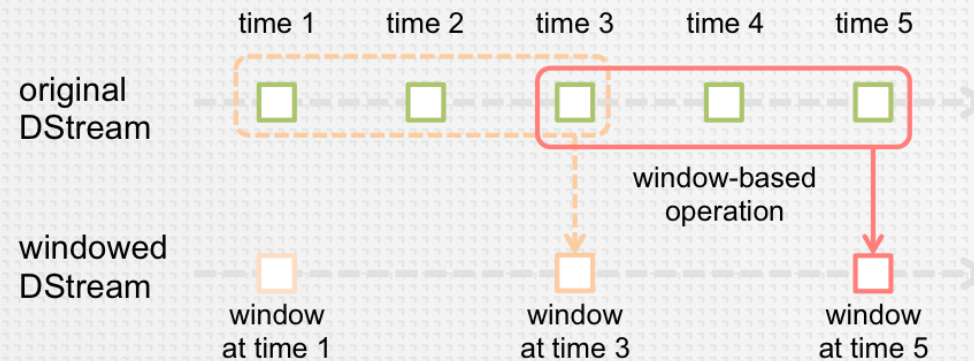 time 1 time 2 time 3 time 4 time 5
original
DStream
window-based
operation
windowed
DStream
window
at time 1
window
at time 3
window
at time 5